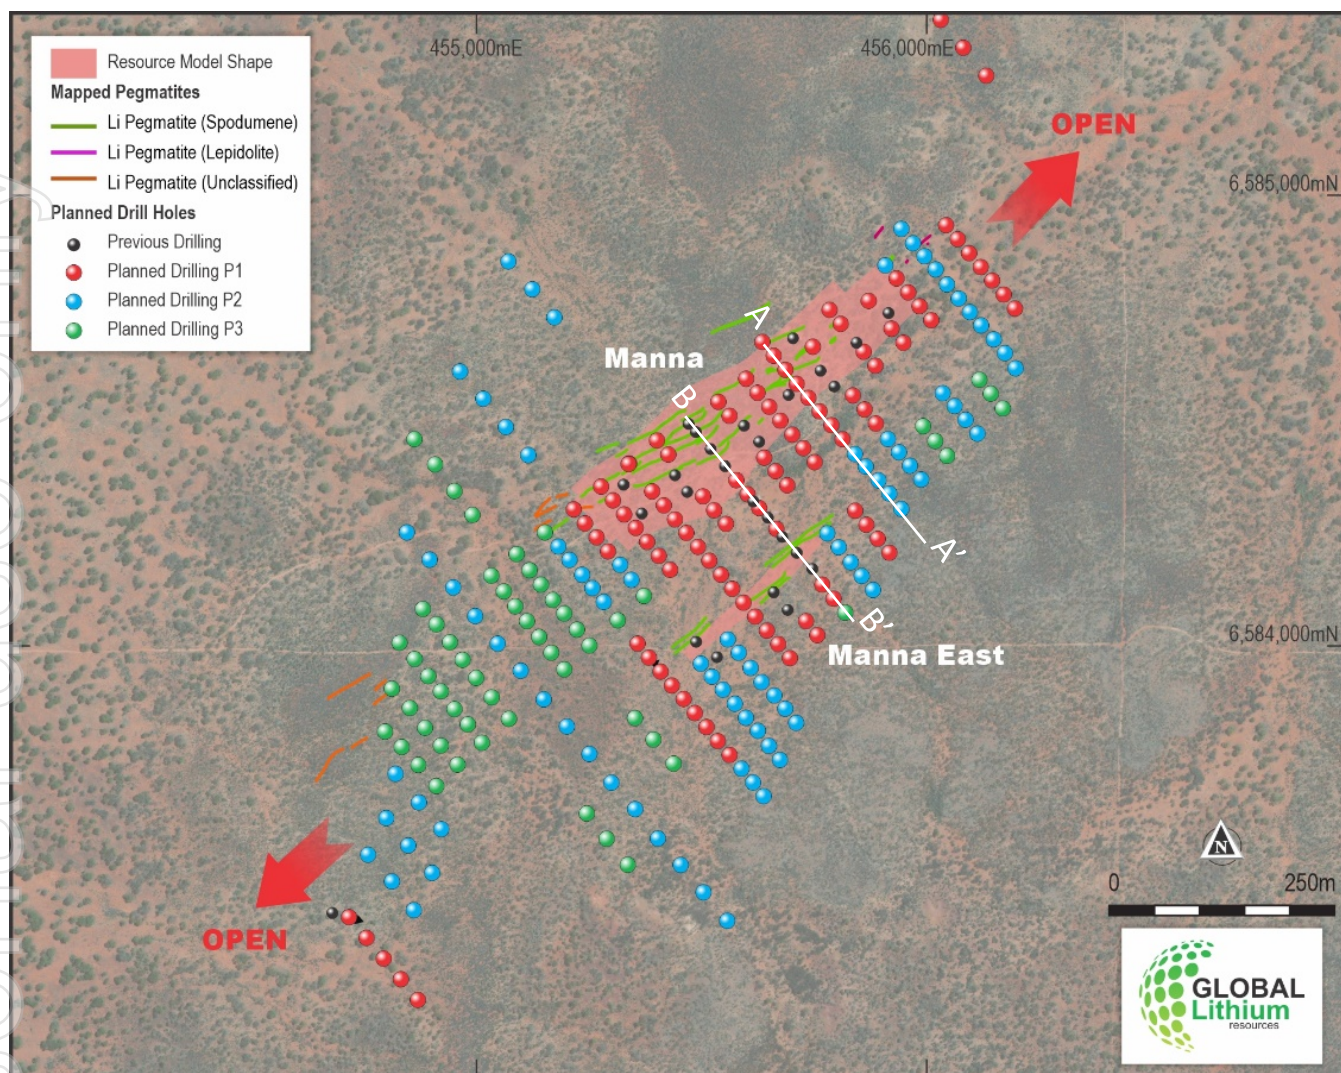 455,000mE
456,000mE
Resource Model Shape
Mapped Pegmatites
Li Pegmatite (Spodumene)
Li Pegmatite (Lepidolite)
Li Pegmatite (Unclassified)
Planned Drill Holes
Previous Drilling
Planned Drilling P1
Planned Drilling P2
Planned Drilling P3
OPEN
6,585,000mN
A
Manna
B
A'
B'
6,584,000mN
Manna East
N
0 250m
OPEN
GLOBAL
Lithium
resources